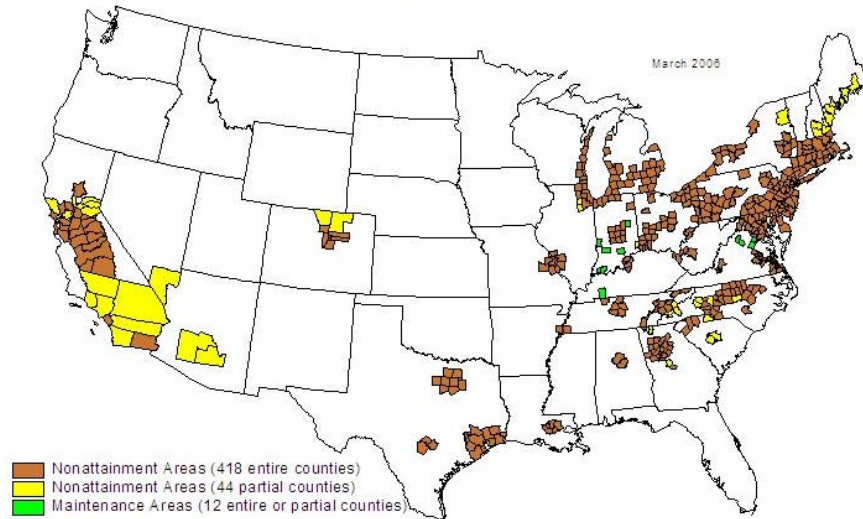 March 2006
Nonattainment Areas (418 entire counties)
Nonattainment Areas (44 partial counties)
Maintenance Areas (12 entire or partial counties)